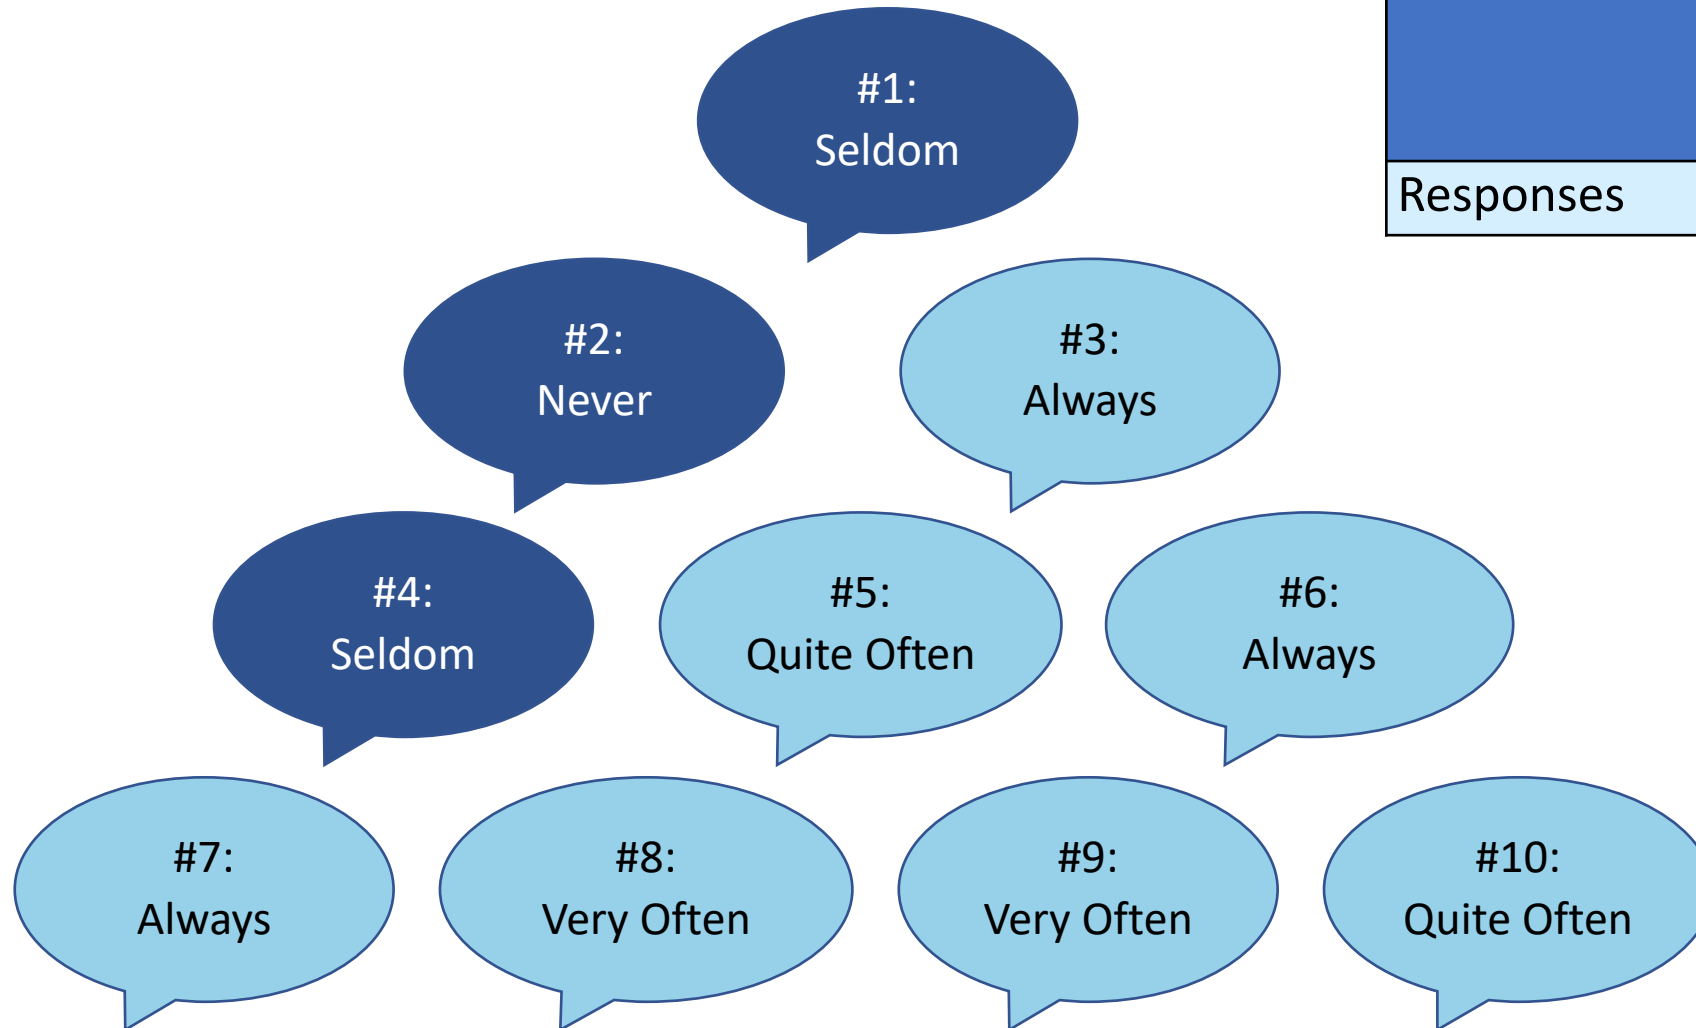 #1:
Seldom
Responses
#2:
Never
#3:
Always
#4:
Seldom
#5:
Quite Often
#6:
Always
#7:
Always
#8:
Very Often
#9:
Very Often
#10:
Quite Often